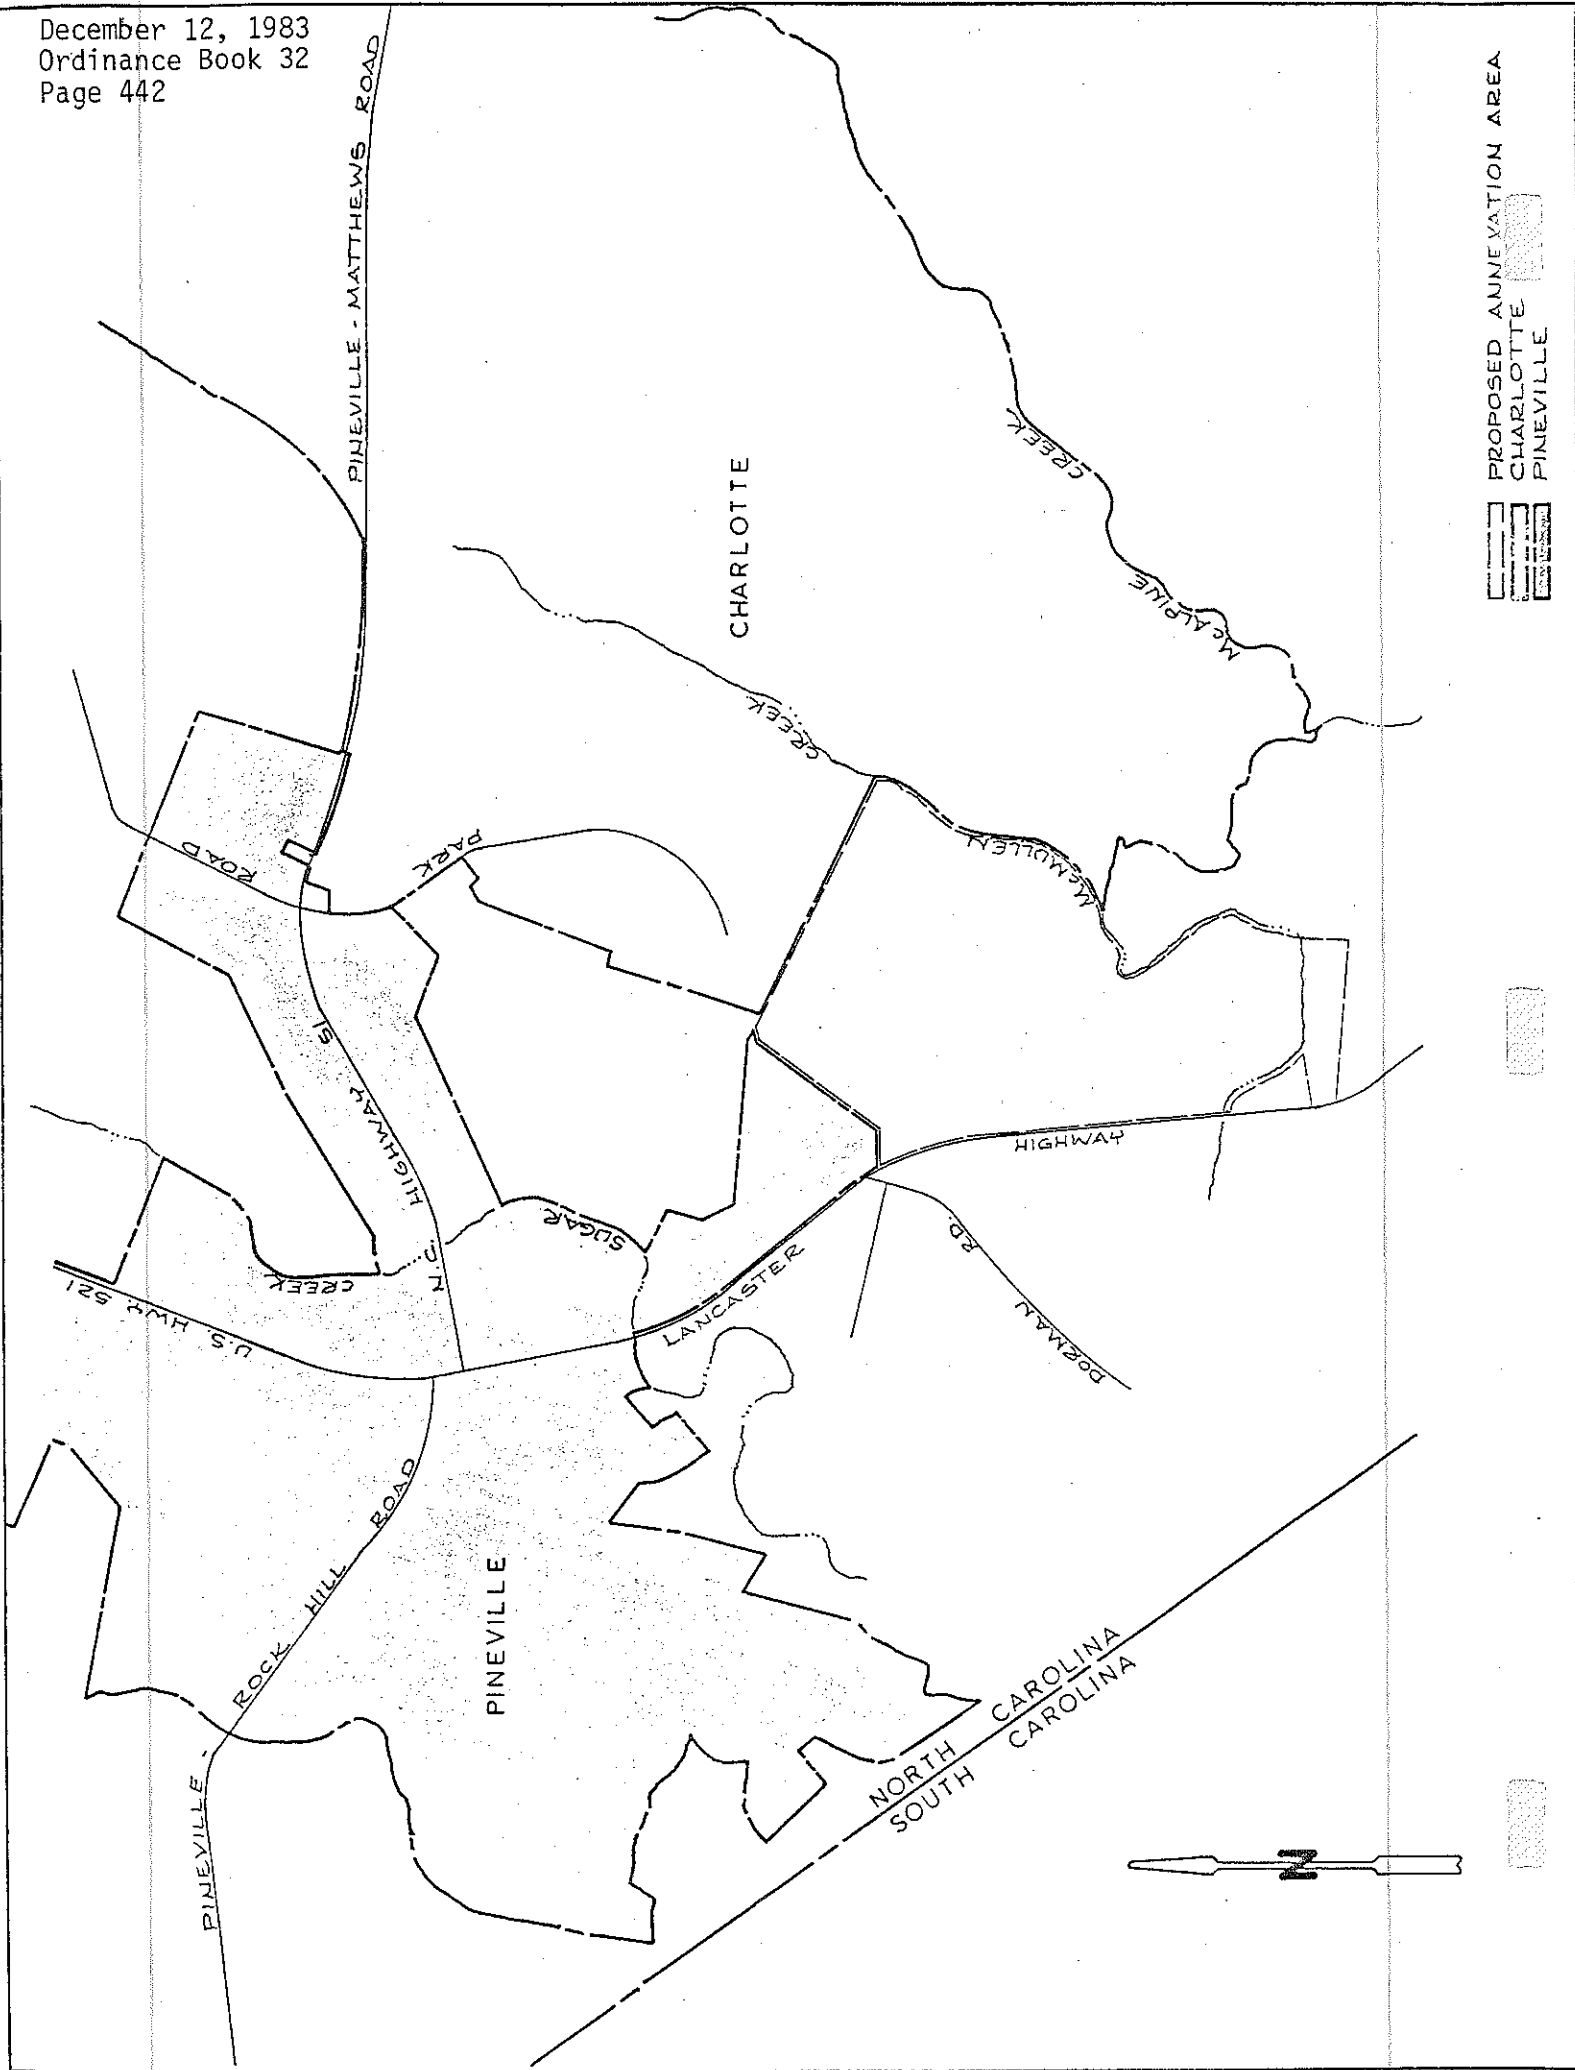 December 12, 1983
Ordinance Book 32
Page 442
PINEVILLE - MATTHEWS ROAD
PROPOSED ANNEXATION AREA
CHARLOTTE
PINEVILLE
CHARLOTTE
CREEK
McALPINE
CREEK
McMULLEN
PARK
ROAD
N.C. HIGHWAY 51
SUGAR
CREEK
U.S. HWY. 521
LANCASTER
HIGHWAY
DORMAN RD.
PINEVILLE - ROCK HILL ROAD
PINEVILLE
NORTH CAROLINA
SOUTH CAROLINA
N